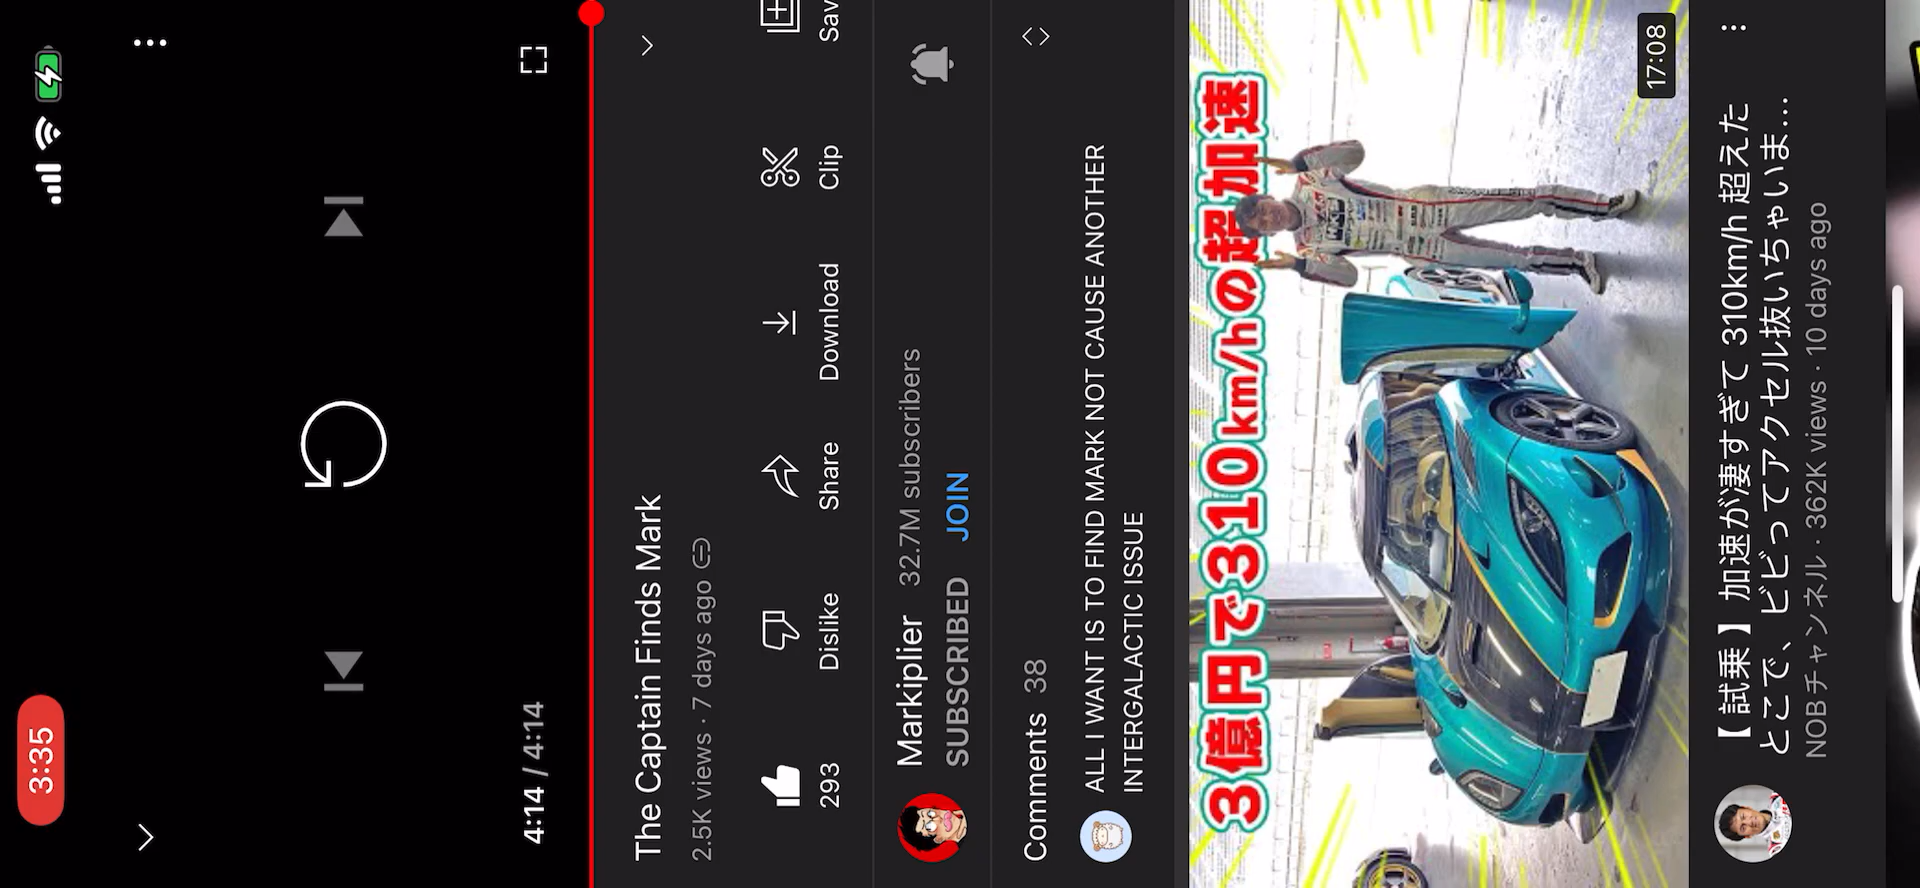 3:35
4:14 / 4:14
The Captain Finds Mark
2.5K views · 7 days ago
293
Dislike
Share
Download
Clip
Sav
Markiplier 32.7M subscribers
SUBSCRIBED JOIN
Comments 38
ALL I WANT IS TO FIND MARK NOT CAUSE ANOTHER
INTERGALACTIC ISSUE
3億円で310km/hの超加速
17:08
【 試乗 】加速が凄すぎて 310km/h 超えた
とこで、ビビってアクセル抜いちゃいま...
NOBチャンネル · 362K views · 10 days ago